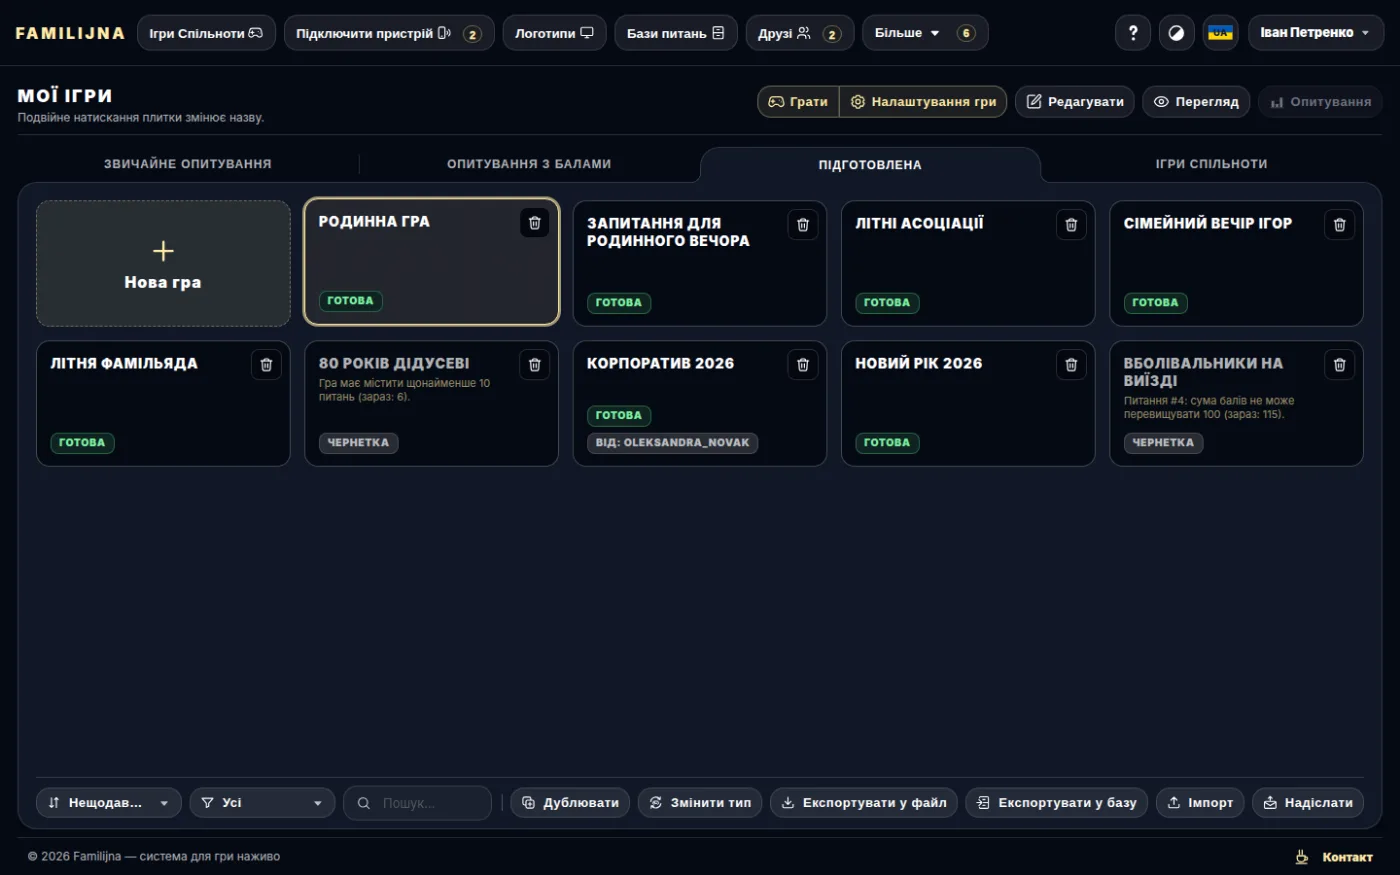 FAMILIJNA
Ігри Спільноти
Підключити пристрій 2
Логотипи
Бази питань
Друзі 2
Більше 6
?
UA
Іван Петренко
МОЇ ІГРИ
Подвійне натискання плитки змінює назву.
Грати
Налаштування гри
Редагувати
Перегляд
Опитування
ЗВИЧАЙНЕ ОПИТУВАННЯ
ОПИТУВАННЯ З БАЛАМИ
ПІДГОТОВЛЕНА
ІГРИ СПІЛЬНОТИ
Нова гра
РОДИННА ГРА
ГОТОВА
ЗАПИТАННЯ ДЛЯ
РОДИННОГО ВЕЧОРА
ГОТОВА
ЛІТНІ АСОЦІАЦІЇ
ГОТОВА
СІМЕЙНИЙ ВЕЧІР ІГОР
ГОТОВА
ЛІТНЯ ФАМІЛЬЯДА
ГОТОВА
80 РОКІВ ДІДУСЕВІ
Гра має містити щонайменше 10
питань (зараз: 6).
ЧЕРНЕТКА
КОРПОРАТИВ 2026
ГОТОВА
ВІД: OLEKSANDRA_NOVAK
НОВИЙ РІК 2026
ГОТОВА
ВБОЛІВАЛЬНИКИ НА
ВИЇЗДІ
Питання #4: сума балів не може
перевищувати 100 (зараз: 115).
ЧЕРНЕТКА
Нещодав...
Усі
Пошук...
Дублювати
Змінити тип
Експортувати у файл
Експортувати у базу
Імпорт
Надіслати
© 2026 Familijna — система для гри наживо
Контакт